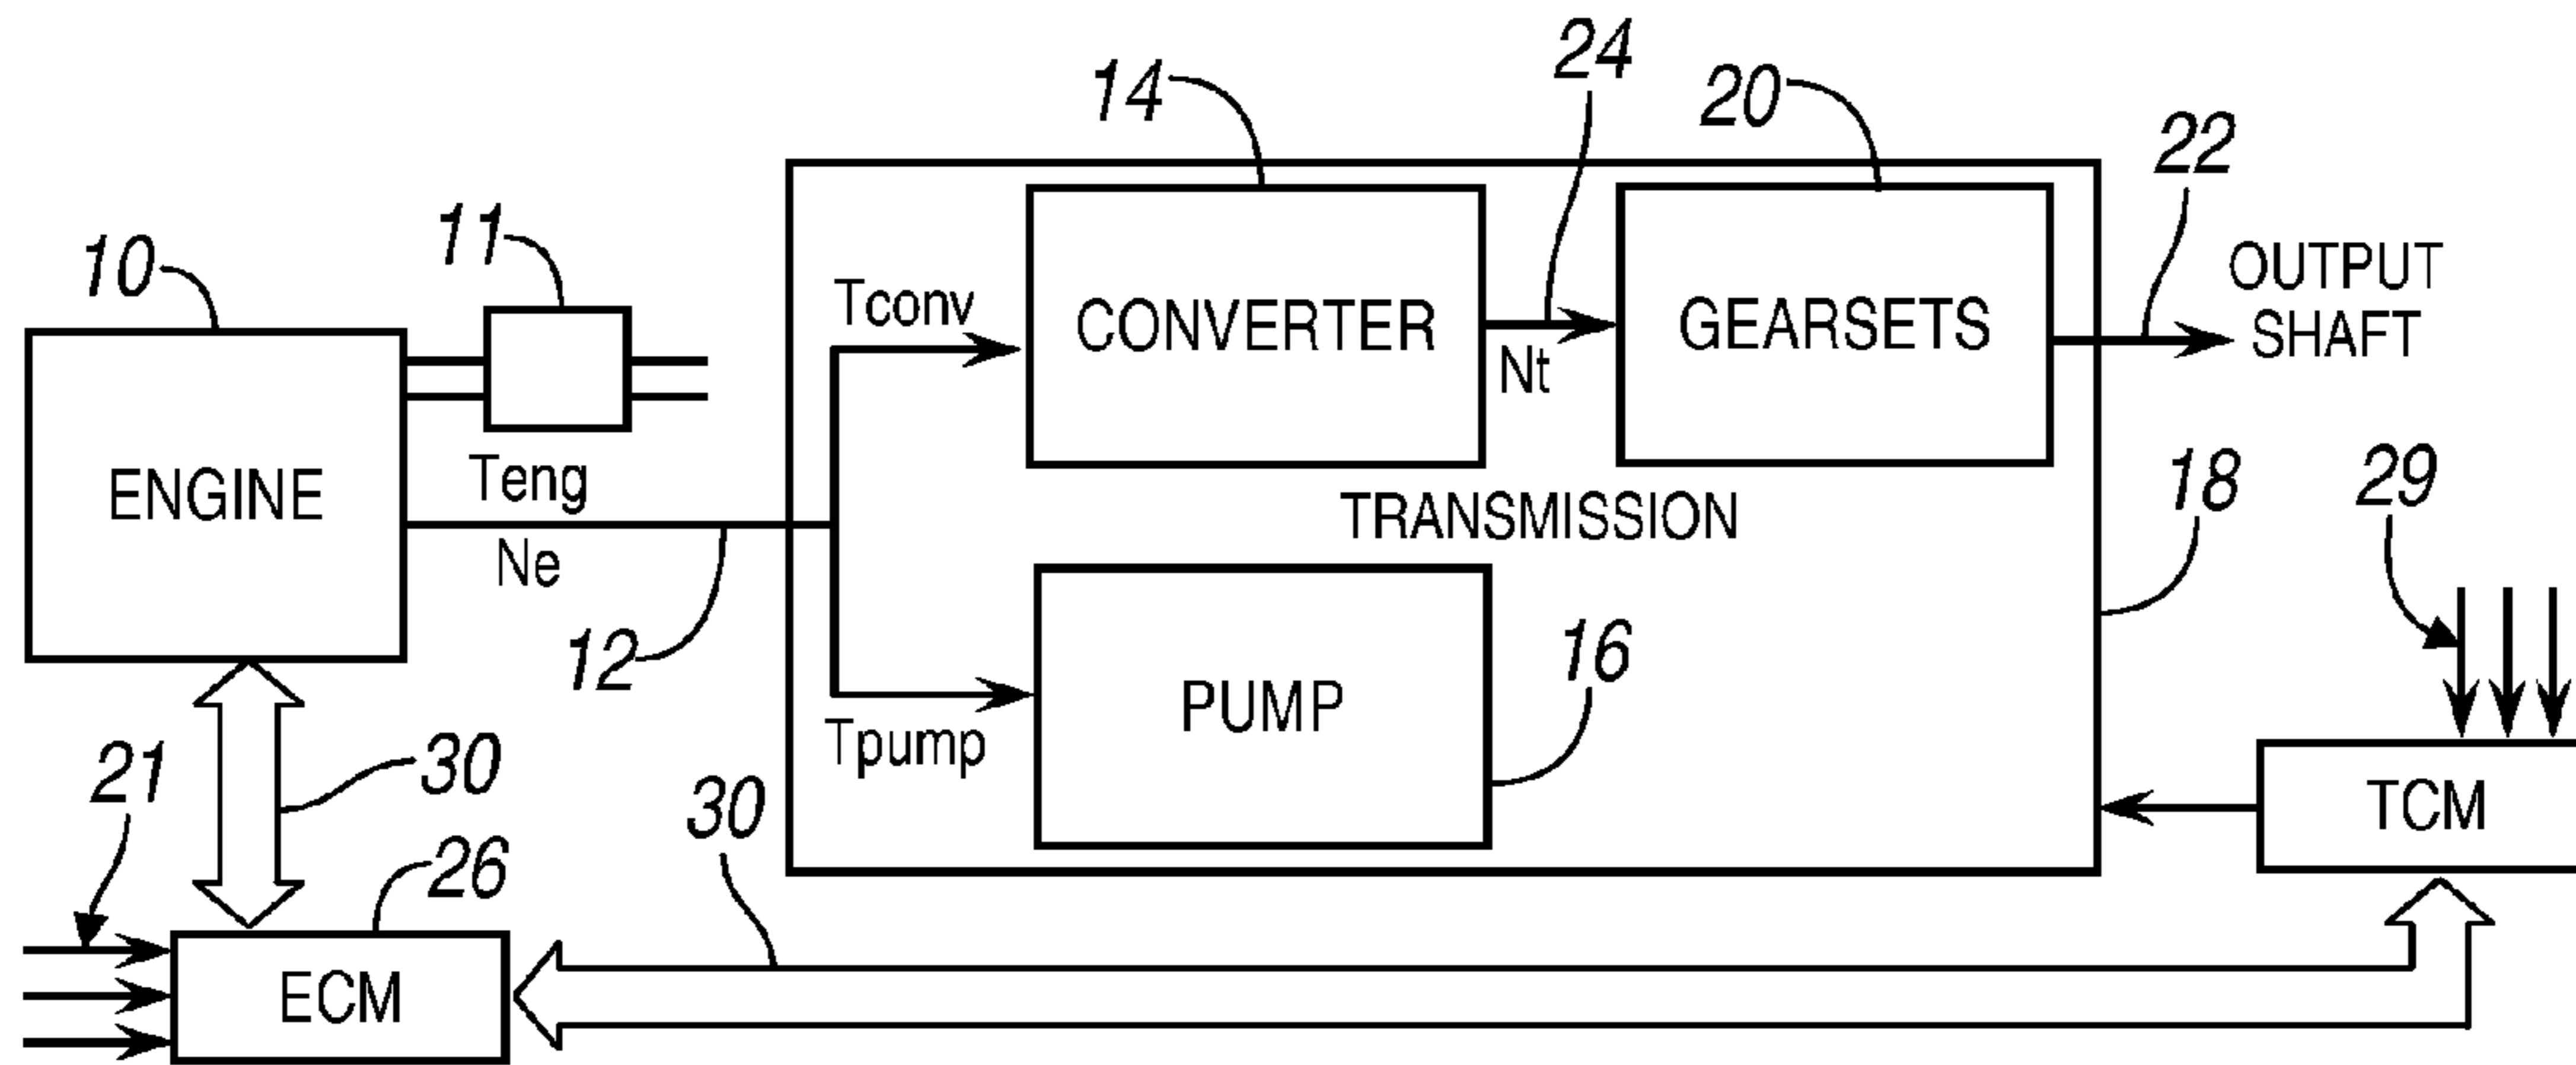 24
14
20
22
11
10
OUTPUT
SHAFT
Tconv
CONVERTER
GEARSETS
Nt
Teng
ENGINE
TRANSMISSION
18
29
Ne
12
16
PUMP
Tpump
21
30
30
TCM
26
ECM